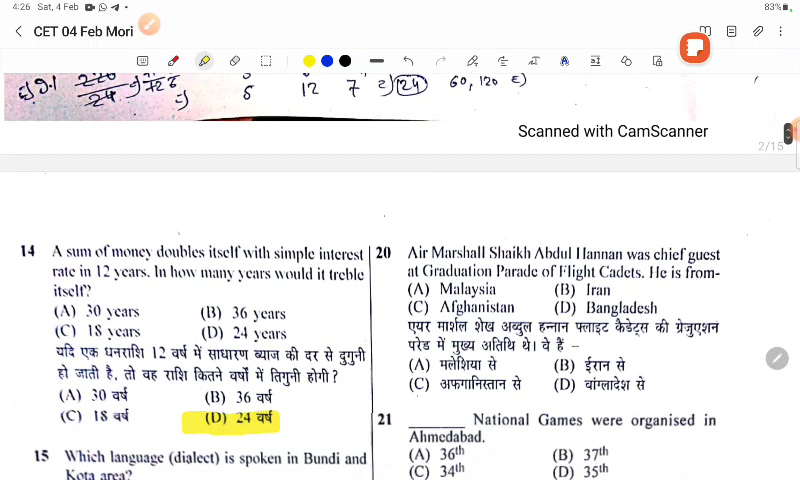 4:26 Sat, 4 Feb
83%
CET 04 Feb Mori
12 7 24 60, 120
Scanned with CamScanner
2/15
14 A sum of money doubles itself with simple interest
rate in 12 years. In how many years would it treble
itself?
(A) 30 years (B) 36 years
(C) 18 years (D) 24 years
यदि एक धनराशि 12 वर्ष में साधारण ब्याज की दर से दुगुनी
हो जाती है, तो वह राशि कितने वर्षों में तिगुनी होगी ?
(A) 30 वर्ष (B) 36 वर्ष
(C) 18 वर्ष (D) 24 वर्ष
15 Which language (dialect) is spoken in Bundi and
Kota area?
20 Air Marshall Shaikh Abdul Hannan was chief guest
at Graduation Parade of Flight Cadets. He is from-
(A) Malaysia (B) Iran
(C) Afghanistan (D) Bangladesh
एयर मार्शल शेख अब्दुल हन्नान फ्लाइट कैडेट्स की ग्रेजुएशन
परेड में मुख्य अतिथि थे। वे हैं –
(A) मलेशिया से (B) ईरान से
(C) अफगानिस्तान से (D) बांग्लादेश से
21 ________ National Games were organised in
Ahmedabad.
(A) 36th (B) 37th
(C) 34th (D) 35th